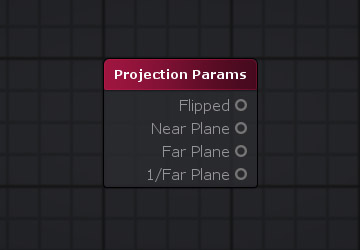 Projection Params
Flipped
Near Plane
Far Plane
1/Far Plane